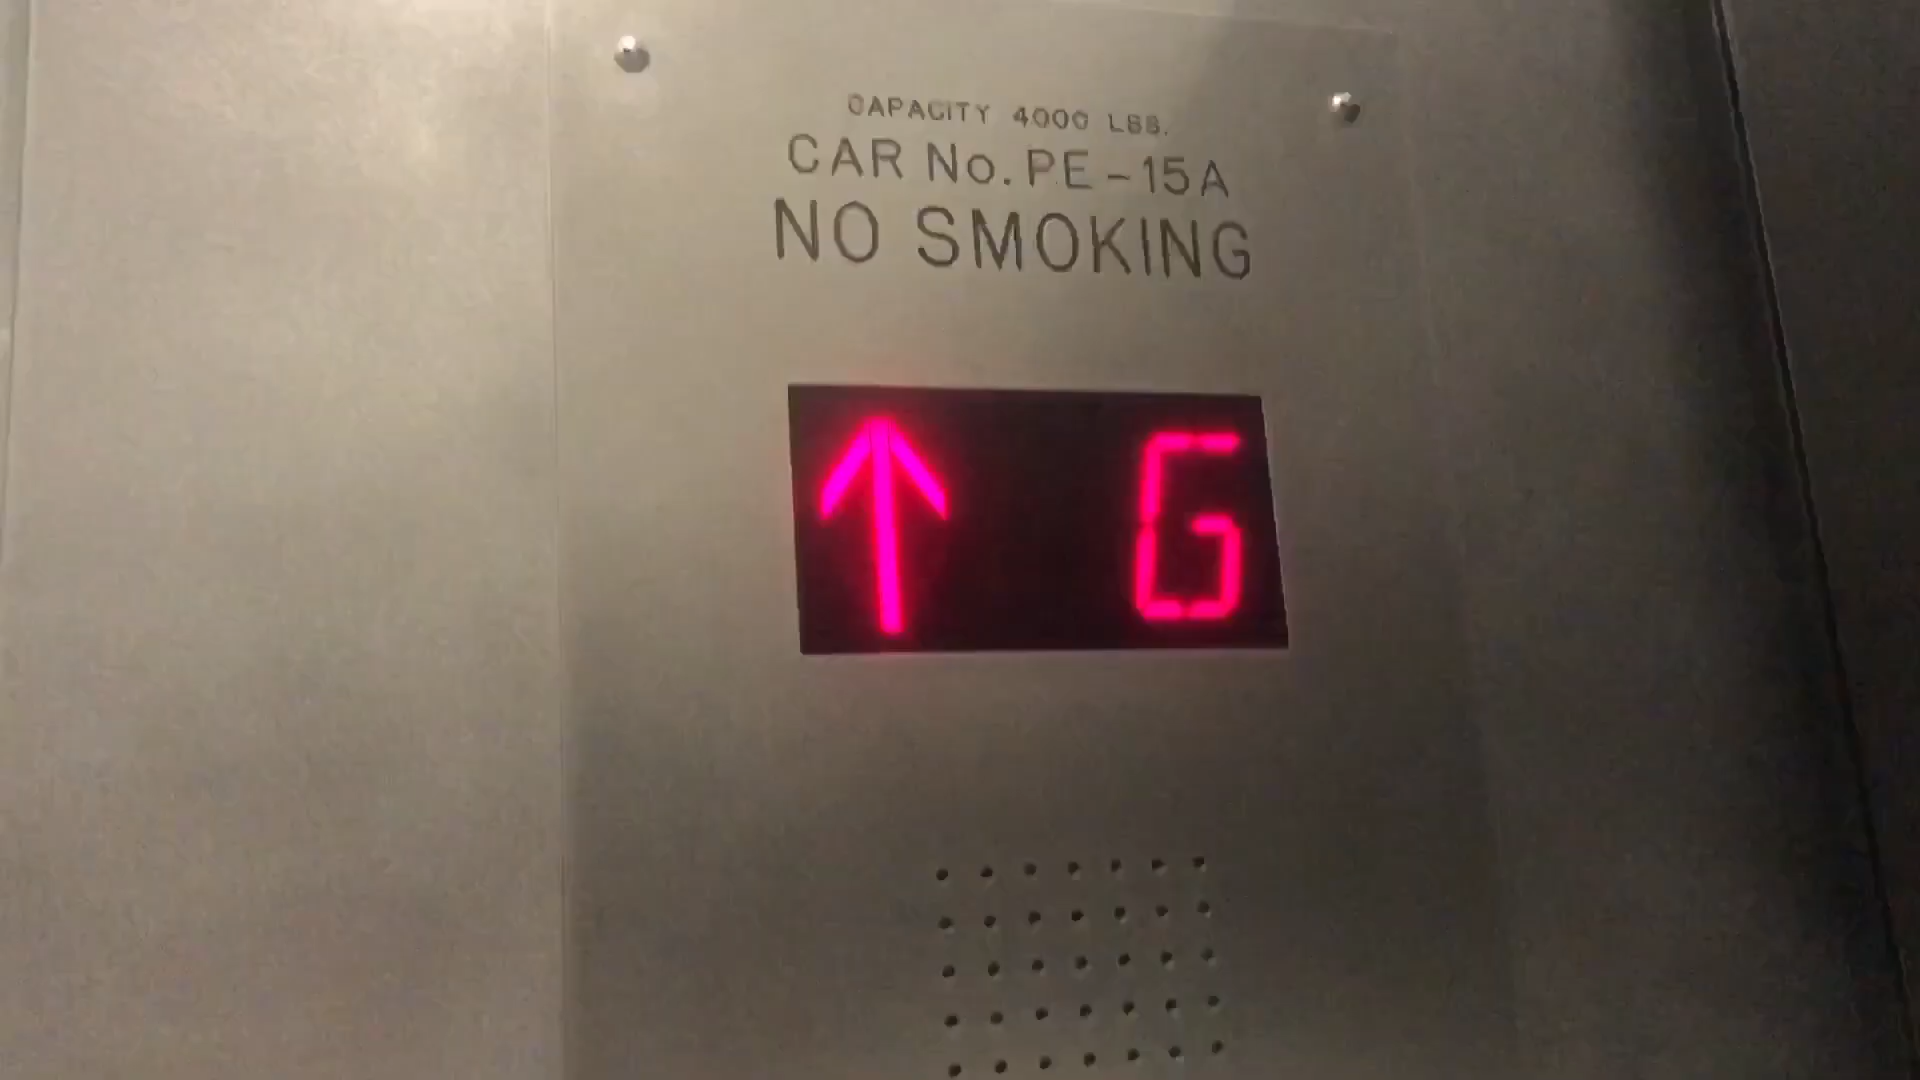 CAPACITY 4000 LBS.
CAR No. PE-15A
NO SMOKING
↑ G